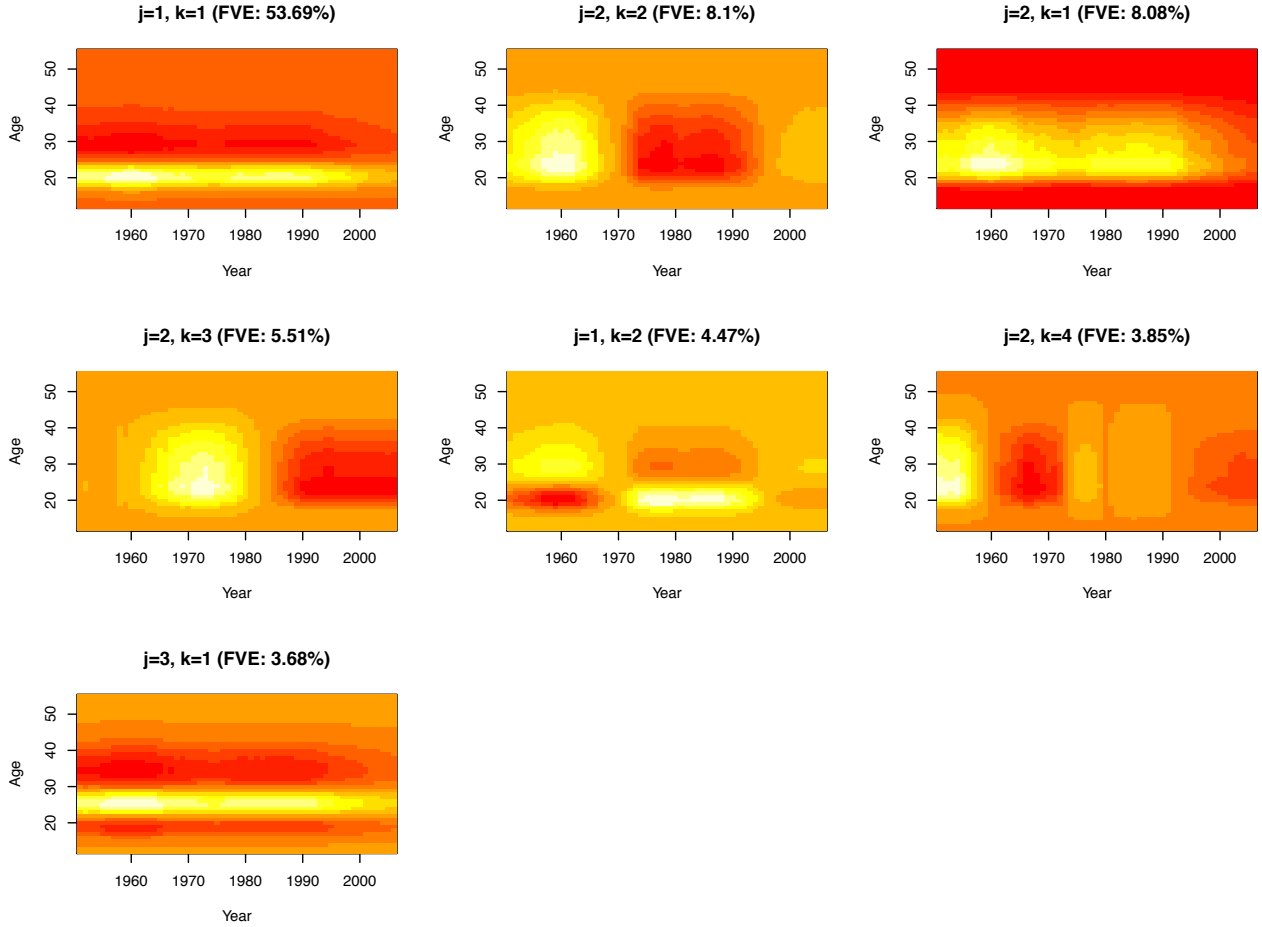 j=1, k=1 (FVE: 53.69%)
Age
50
40
30
20
1960 1970 1980 1990 2000
Year
j=2, k=2 (FVE: 8.1%)
Age
50
40
30
20
1960 1970 1980 1990 2000
Year
j=2, k=1 (FVE: 8.08%)
Age
50
40
30
20
1960 1970 1980 1990 2000
Year
j=2, k=3 (FVE: 5.51%)
Age
50
40
30
20
1960 1970 1980 1990 2000
Year
j=1, k=2 (FVE: 4.47%)
Age
50
40
30
20
1960 1970 1980 1990 2000
Year
j=2, k=4 (FVE: 3.85%)
Age
50
40
30
20
1960 1970 1980 1990 2000
Year
j=3, k=1 (FVE: 3.68%)
Age
50
40
30
20
1960 1970 1980 1990 2000
Year